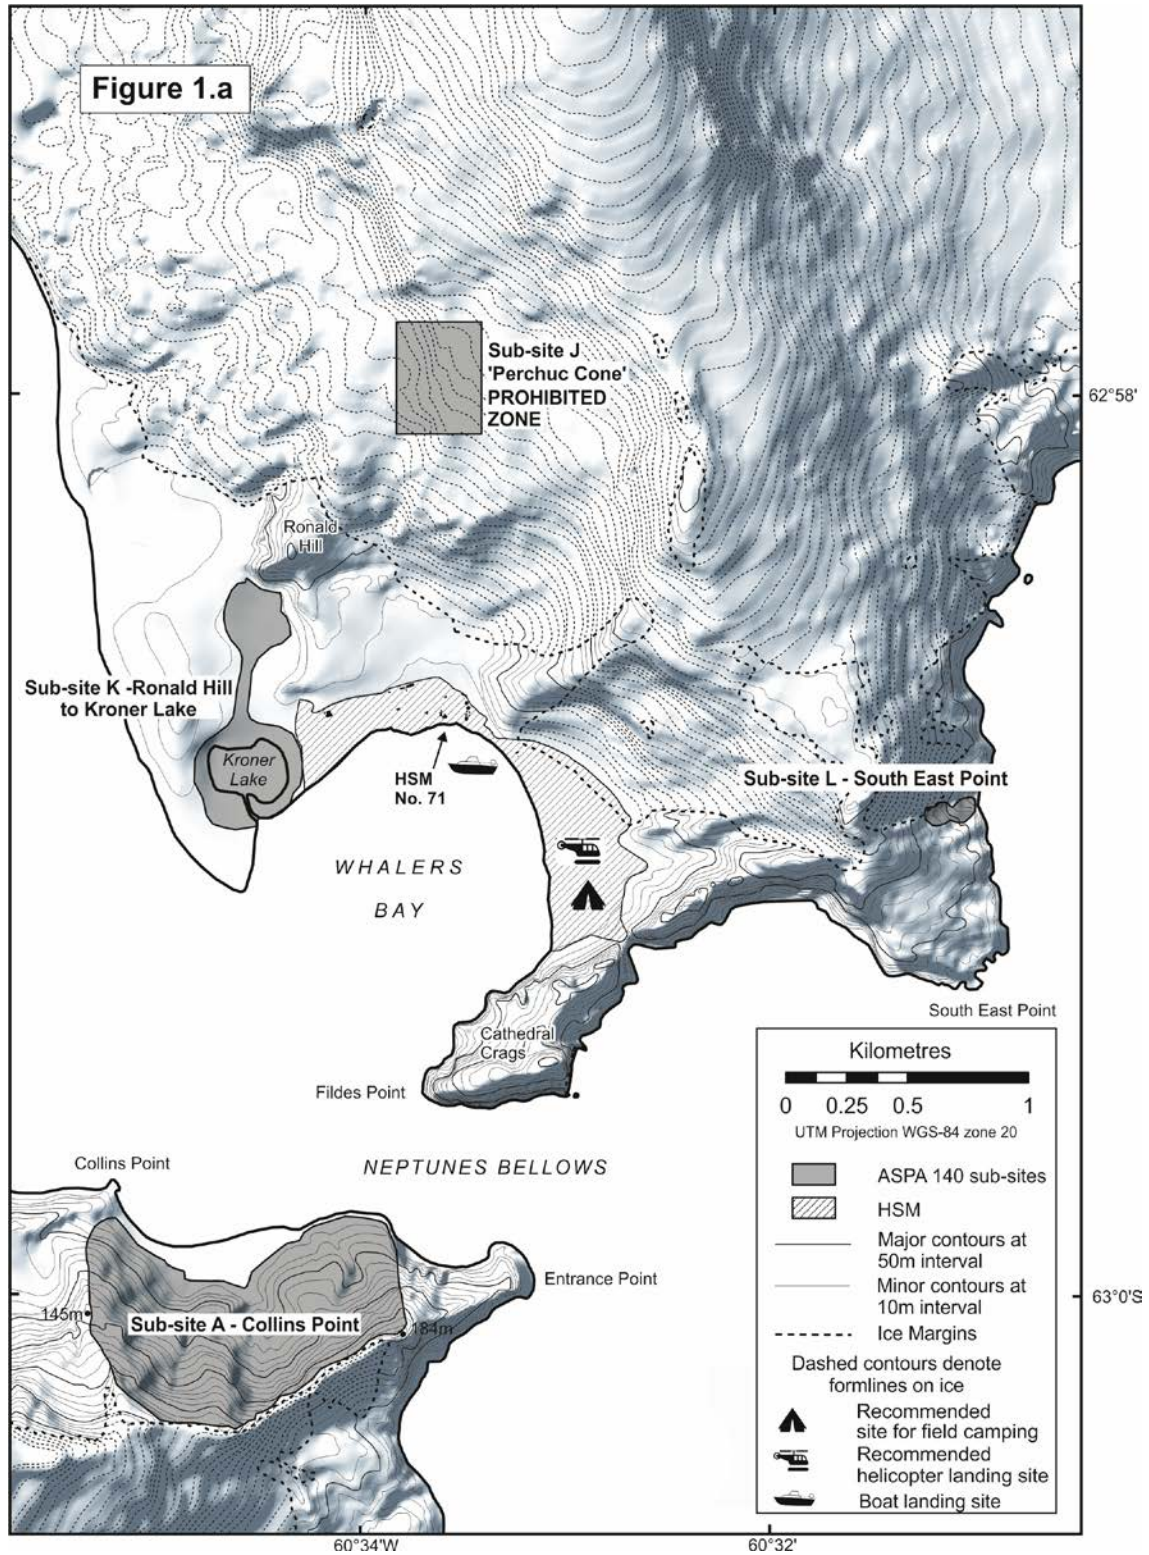 Figure 1.a
Sub-site J
'Perchuc Cone'
PROHIBITED
ZONE
62°58'
Ronald
Hill
Sub-site K -Ronald Hill
to Kroner Lake
Kroner
Lake
HSM
No. 71
Sub-site L - South East Point
WHALERS
BAY
South East Point
Cathedral
Crags
Fildes Point
Collins Point
NEPTUNES BELLOWS
Entrance Point
145m
Sub-site A - Collins Point
184m
63°0'S
Kilometres
0 0.25 0.5 1
UTM Projection WGS-84 zone 20
ASPA 140 sub-sites
HSM
Major contours at
50m interval
Minor contours at
10m interval
Ice Margins
Dashed contours denote
formlines on ice
Recommended
site for field camping
Recommended
helicopter landing site
Boat landing site
60°34'W
60°32'